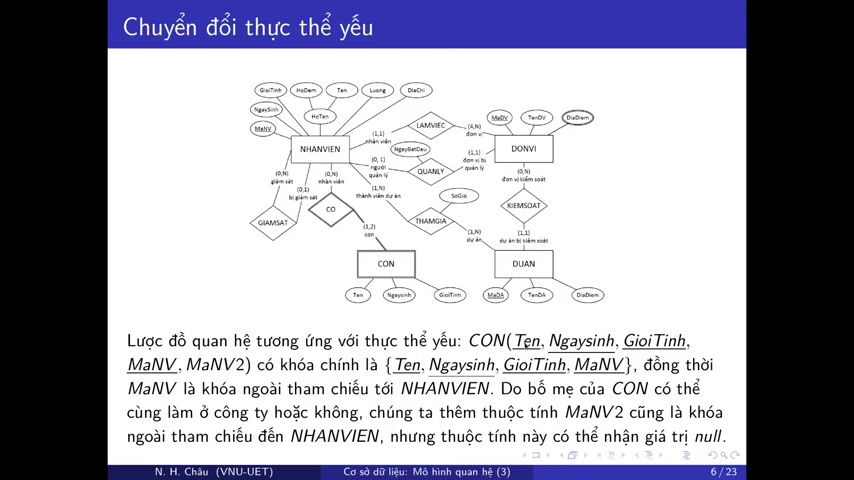 Chuyển đổi thực thể yếu
GioiTinh
HoDem
Ten
Luong
DiaChi
NgaySinh
HoTen
MaNV
NHANVIEN
LAMVIEC
(1,1)
nhân viên
(4,N)
đơn vị
MaDV
TenDV
DiaDiem
DONVI
NgayBatDau
(0, 1)
người
quản lý
QUANLY
(1,1)
đơn vị bị
quản lý
(0,N)
giám sát
(0,1)
bị giám sát
(0,N)
nhân viên
(1,N)
thành viên dự án
(0,N)
đơn vị kiểm soát
GIAMSAT
CO
SoGio
THAMGIA
KIEMSOAT
(1,2)
con
(1,N)
dự án
(1,1)
dự án bị kiểm soát
CON
DUAN
Ten
Ngaysinh
GioiTinh
MaDA
TenDA
DiaDiem
Lược đồ quan hệ tương ứng với thực thể yếu: CON(Ten, Ngaysinh, GioiTinh,
MaNV, MaNV2) có khóa chính là {Ten, Ngaysinh, GioiTinh, MaNV}, đồng thời
MaNV là khóa ngoài tham chiếu tới NHANVIEN. Do bố mẹ của CON có thể
cùng làm ở công ty hoặc không, chúng ta thêm thuộc tính MaNV2 cũng là khóa
ngoài tham chiếu đến NHANVIEN, nhưng thuộc tính này có thể nhận giá trị null.
N. H. Châu (VNU-UET)
Cơ sở dữ liệu: Mô hình quan hệ (3)
6 / 23